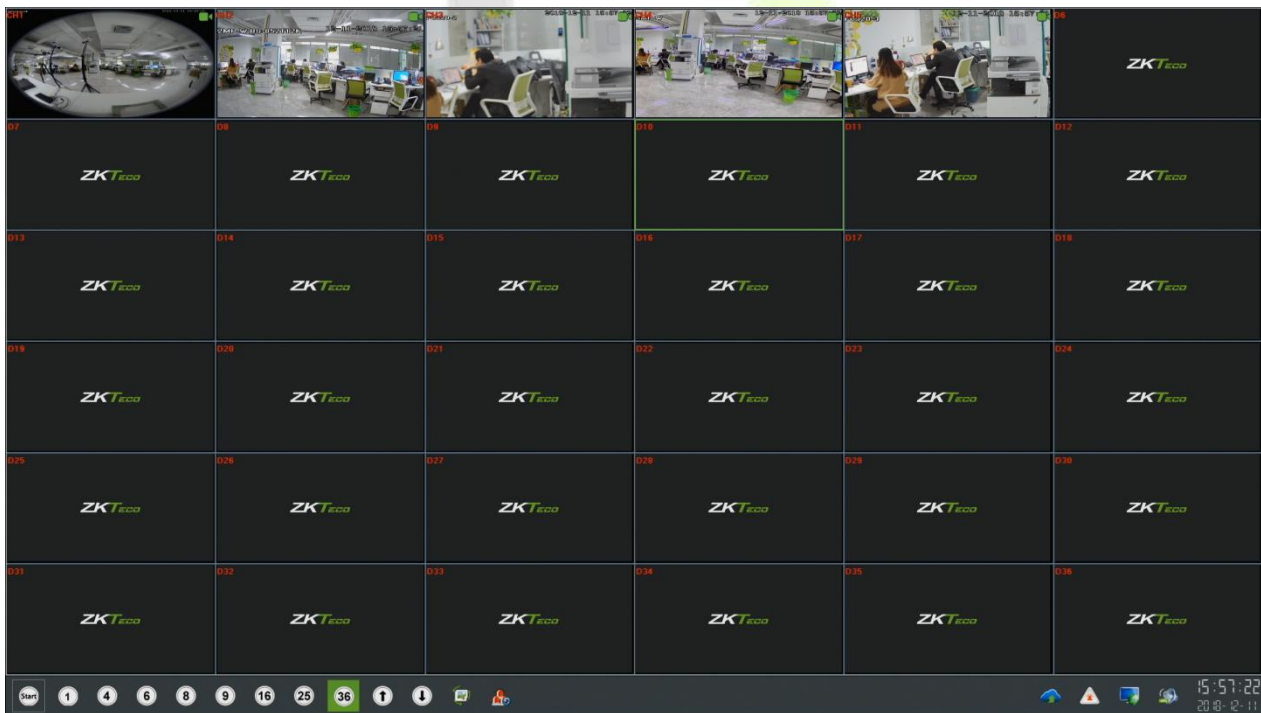 CH1
CH2
CH3
CH4
D6
ZKTeco
D7
ZKTeco
D8
ZKTeco
D9
ZKTeco
D10
ZKTeco
D11
ZKTeco
D12
ZKTeco
D13
ZKTeco
D14
ZKTeco
D15
ZKTeco
D16
ZKTeco
D17
ZKTeco
D18
ZKTeco
D19
ZKTeco
D20
ZKTeco
D21
ZKTeco
D22
ZKTeco
D23
ZKTeco
D24
ZKTeco
D25
ZKTeco
D26
ZKTeco
D27
ZKTeco
D28
ZKTeco
D29
ZKTeco
D30
ZKTeco
D31
ZKTeco
D32
ZKTeco
D33
ZKTeco
D34
ZKTeco
D35
ZKTeco
D36
ZKTeco
Start 1 4 6 8 9 16 25 36
15:57:22
2018-12-11